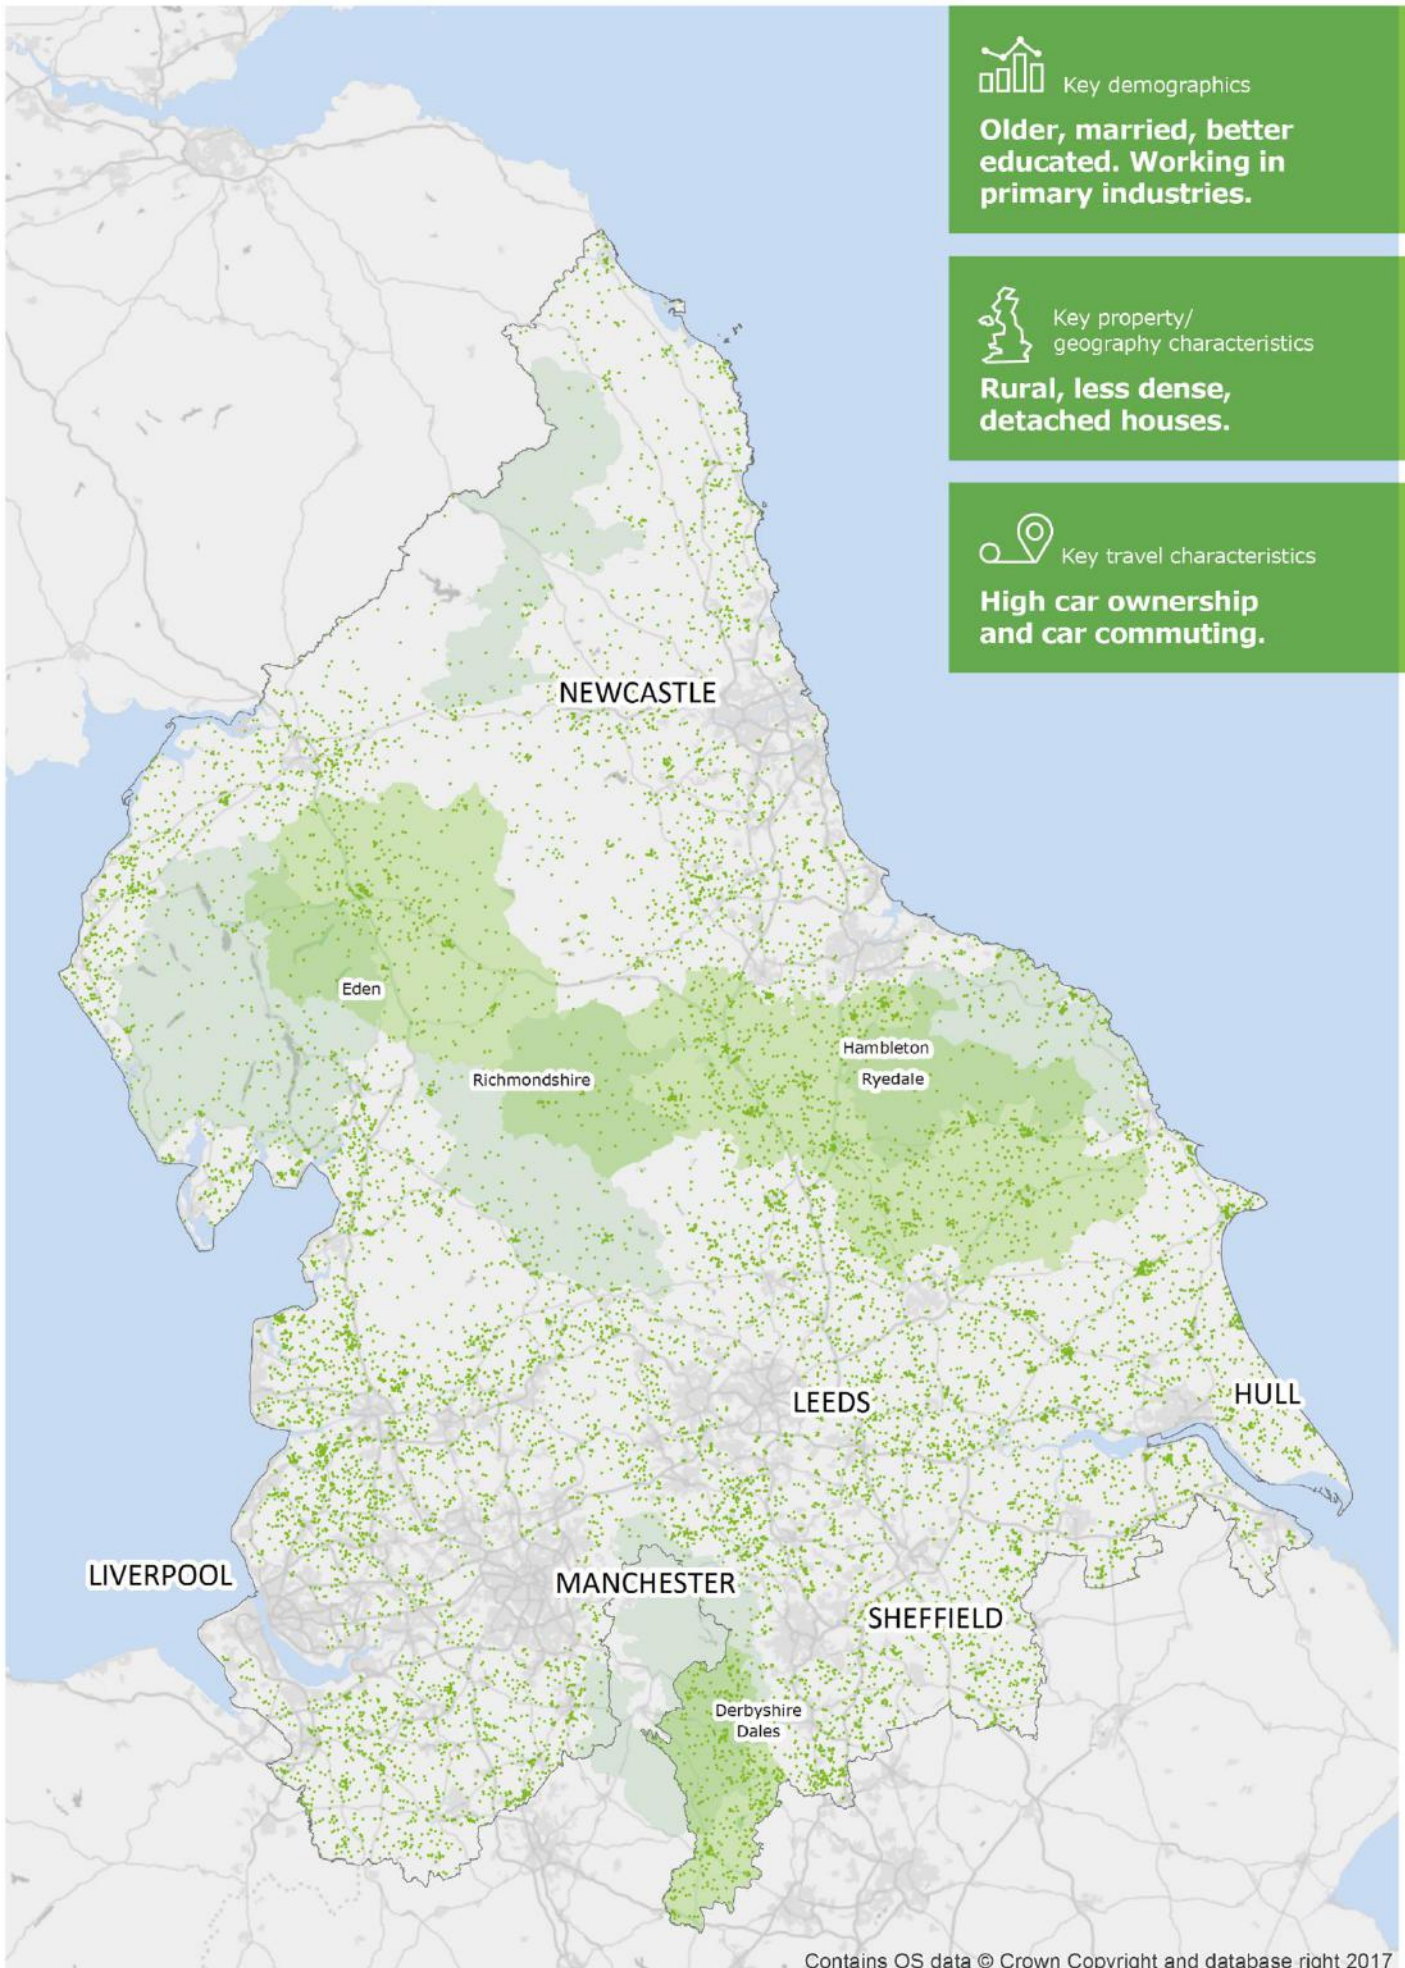 Key demographics
Older, married, better
educated. Working in
primary industries.
Key property/
geography characteristics
Rural, less dense,
detached houses.
Key travel characteristics
High car ownership
and car commuting.
NEWCASTLE
Eden
Hambleton
Richmondshire
Ryedale
LEEDS
HULL
LIVERPOOL
MANCHESTER
SHEFFIELD
Derbyshire
Dales
Contains OS data © Crown Copyright and database right 2017